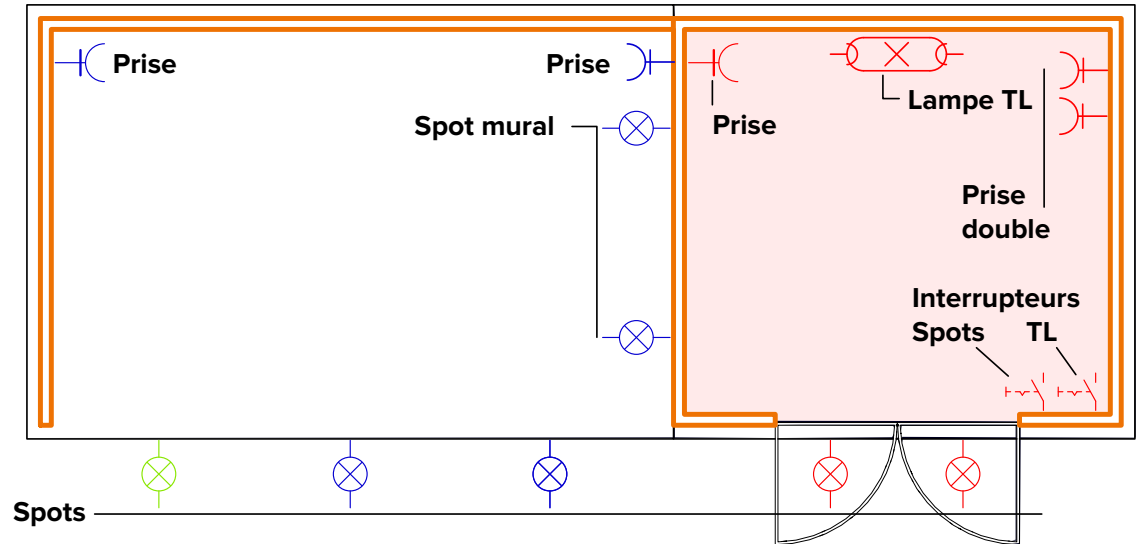 Prise
Prise
Lampe TL
Spot mural
Prise
Prise
double
Interrupteurs
Spots TL
Spots